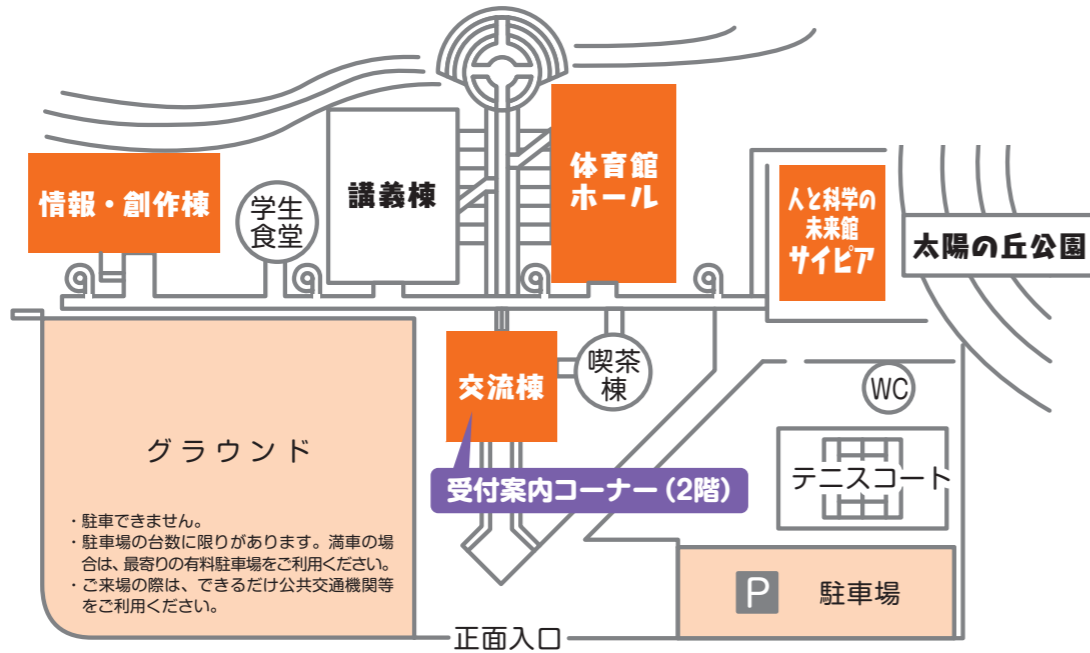 情報・創作棟
学生
食堂
講義棟
体育館
ホール
人と科学の
未来館
サイピア
太陽の丘公園
交流棟
喫茶
棟
WC
受付案内コーナー(2階)
テニスコート
グラウンド
・駐車できません。
・駐車場の台数に限りがあります。満車の場
合は、最寄りの有料駐車場をご利用ください。
・ご来場の際は、できるだけ公共交通機関等
をご利用ください。
P 駐車場
正面入口